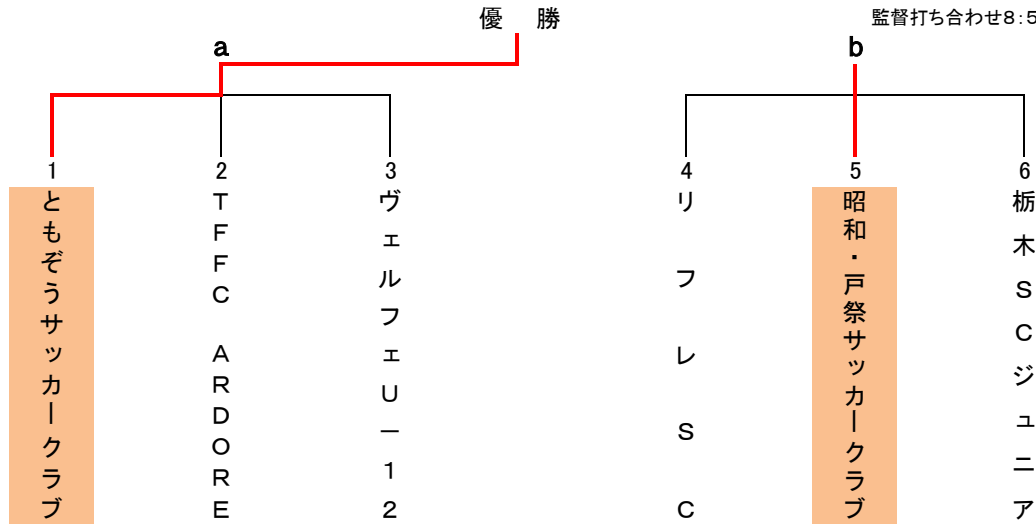 優 勝
監督打ち合わせ8:5
a
b
1
2
3
4
5
6
ともぞうサッカークラブ
TFFC ARDORE
ヴェルフェU－12
リフレSC
昭和・戸祭サッカークラブ
栃木SCジュニア